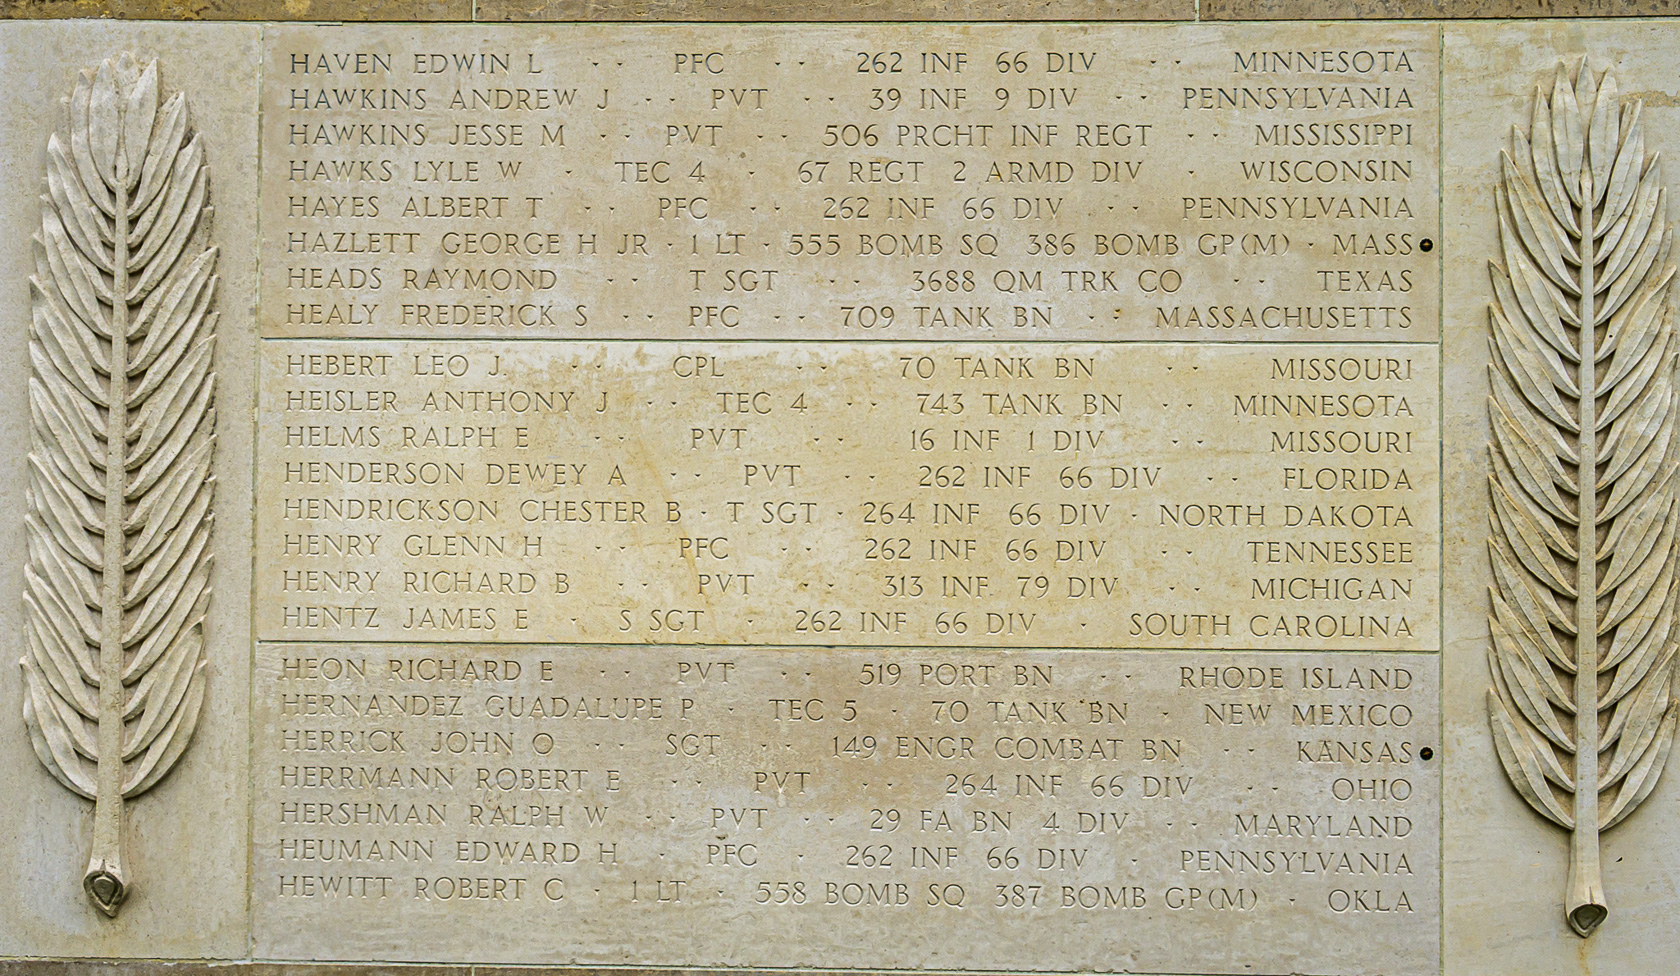 HAVEN EDWIN L · · PFC · · 262 INF 66 DIV · · MINNESOTA
HAWKINS ANDREW J · · PVT · · 39 INF 9 DIV · · PENNSYLVANIA
HAWKINS JESSE M · · PVT · · 506 PRCHT INF REGT · · MISSISSIPPI
HAWKS LYLE W · TEC 4 · 67 REGT 2 ARMD DIV · WISCONSIN
HAYES ALBERT T · · PFC · · 262 INF 66 DIV · · PENNSYLVANIA
HAZLETT GEORGE H JR · 1 LT · 555 BOMB SQ 386 BOMB GP(M) · MASS
HEADS RAYMOND · · T SGT · · 3688 QM TRK CO · · TEXAS
HEALY FREDERICK S · · PFC · · 709 TANK BN · · MASSACHUSETTS
HEBERT LEO J · · CPL · · 70 TANK BN · · MISSOURI
HEISLER ANTHONY J · · TEC 4 · · 743 TANK BN · · MINNESOTA
HELMS RALPH E · · PVT · · 16 INF 1 DIV · · MISSOURI
HENDERSON DEWEY A · · PVT · · 262 INF 66 DIV · · FLORIDA
HENDRICKSON CHESTER B · T SGT · 264 INF 66 DIV · NORTH DAKOTA
HENRY GLENN H · · PFC · · 262 INF 66 DIV · · TENNESSEE
HENRY RICHARD B · · PVT · · 313 INF 79 DIV · · MICHIGAN
HENTZ JAMES E · S SGT · 262 INF 66 DIV · SOUTH CAROLINA
HEON RICHARD E · · PVT · · 519 PORT BN · · RHODE ISLAND
HERNANDEZ GUADALUPE P · TEC 5 · 70 TANK BN · NEW MEXICO
HERRICK JOHN O · · SGT · · 149 ENGR COMBAT BN · · KANSAS
HERRMANN ROBERT E · · PVT · · 264 INF 66 DIV · · OHIO
HERSHMAN RALPH W · · PVT · · 29 FA BN 4 DIV · · MARYLAND
HEUMANN EDWARD H · PFC · 262 INF 66 DIV · PENNSYLVANIA
HEWITT ROBERT C · 1 LT · 558 BOMB SQ 387 BOMB GP(M) · OKLA